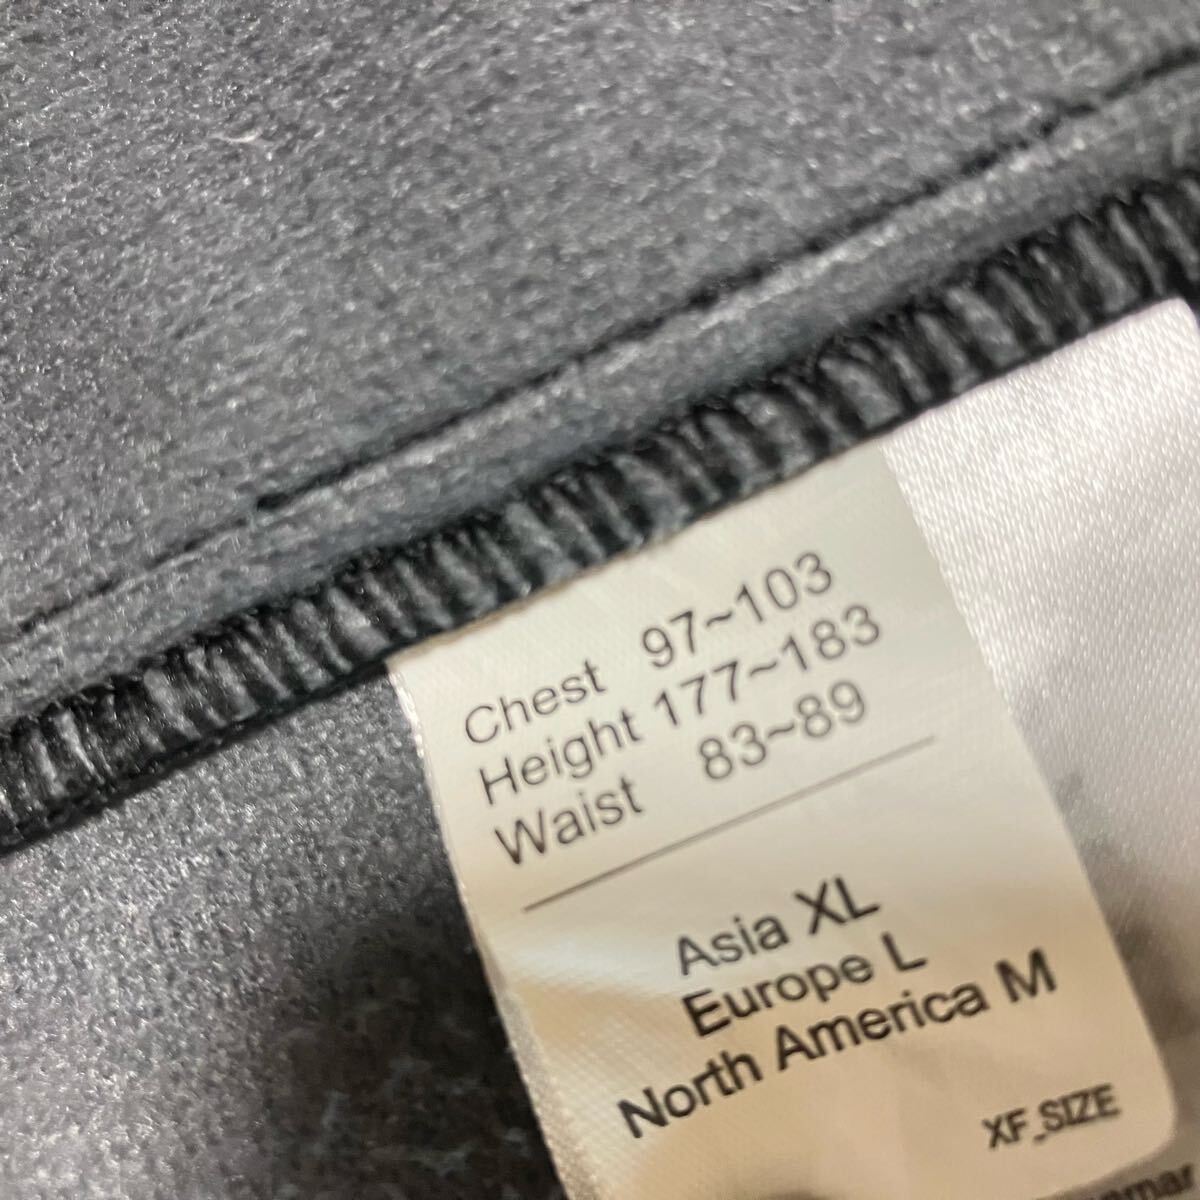 Chest 97~103
Height 177~183
Waist 83~89
Asia XL
Europe L
North America M
XF_SIZE